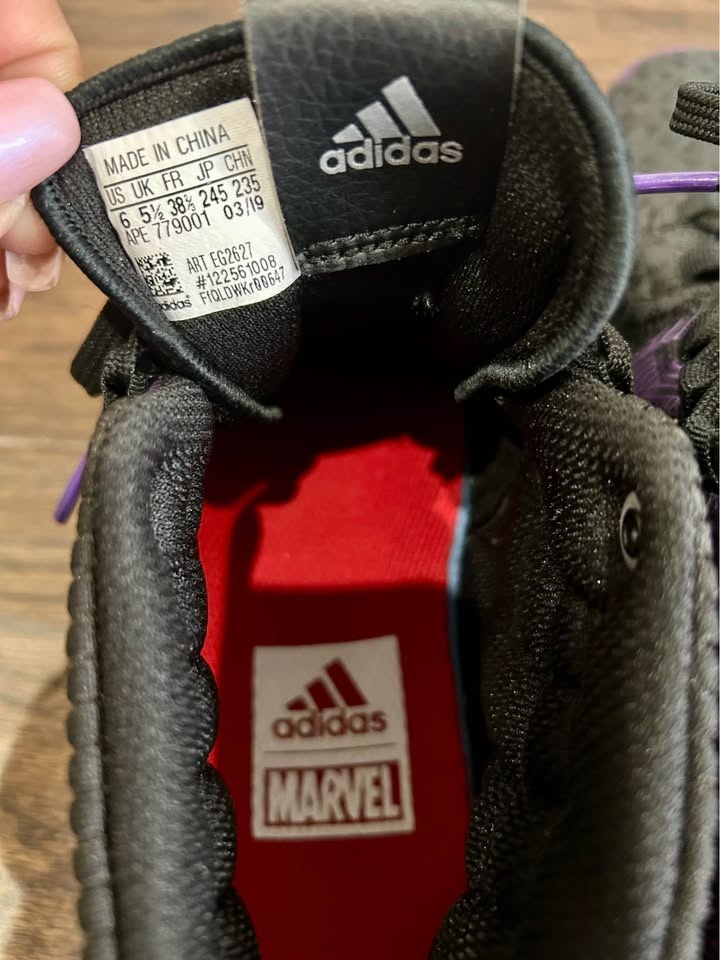 MADE IN CHINA
US UK FR JP CHN
6 5½ 38⅔ 245 235
APE 779001 03/19
ART EG2627
#122561008
F1QLDWKr00647
adidas
adidas
adidas
MARVEL